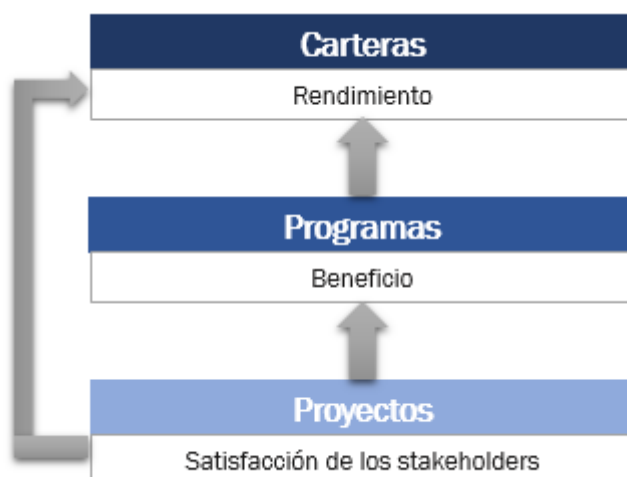 Carteras
Rendimiento
Programas
Beneficio
Proyectos
Satisfacción de los stakeholders